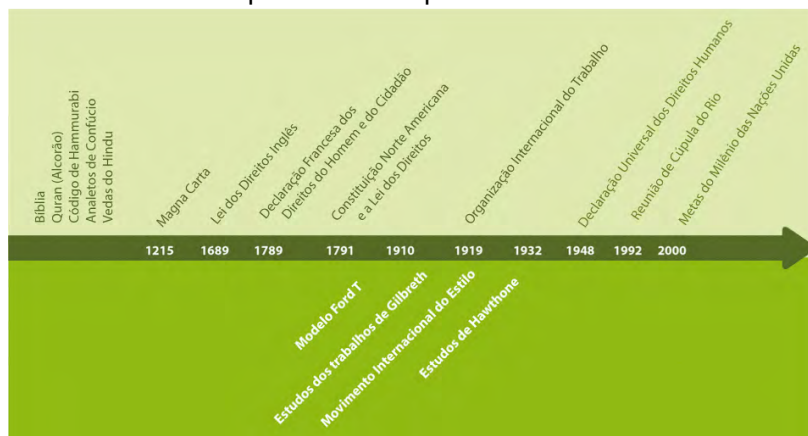 Bíblia
Quran (Alcorão)
Código de Hammurabi
Analetos de Confúcio
Vedas do Hindu
Magna Carta
Lei dos Direitos Inglês
Declaração Francesa dos
Direitos do Homem e do Cidadão
Constituição Norte Americana
e a Lei dos Direitos
Organização Internacional do Trabalho
Declaração Universal dos Direitos Humanos
Reunião de Cúpula do Rio
Metas do Milênio das Nações Unidas
1215 1689 1789 1791 1910 1919 1932 1948 1992 2000
Modelo Ford T
Estudos dos trabalhos de Gilbreth
Movimento Internacional do Estilo
Estudos de Hawthone